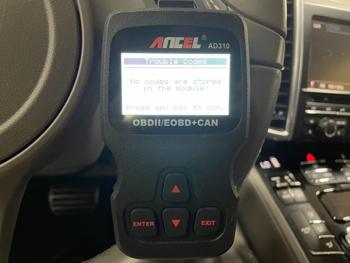 ANCEL
AD310
Trouble Codes
No codes are stored
in the module!
Press any key to con.
OBDII/EOBD+CAN
▲
ENTER
▼
EXIT